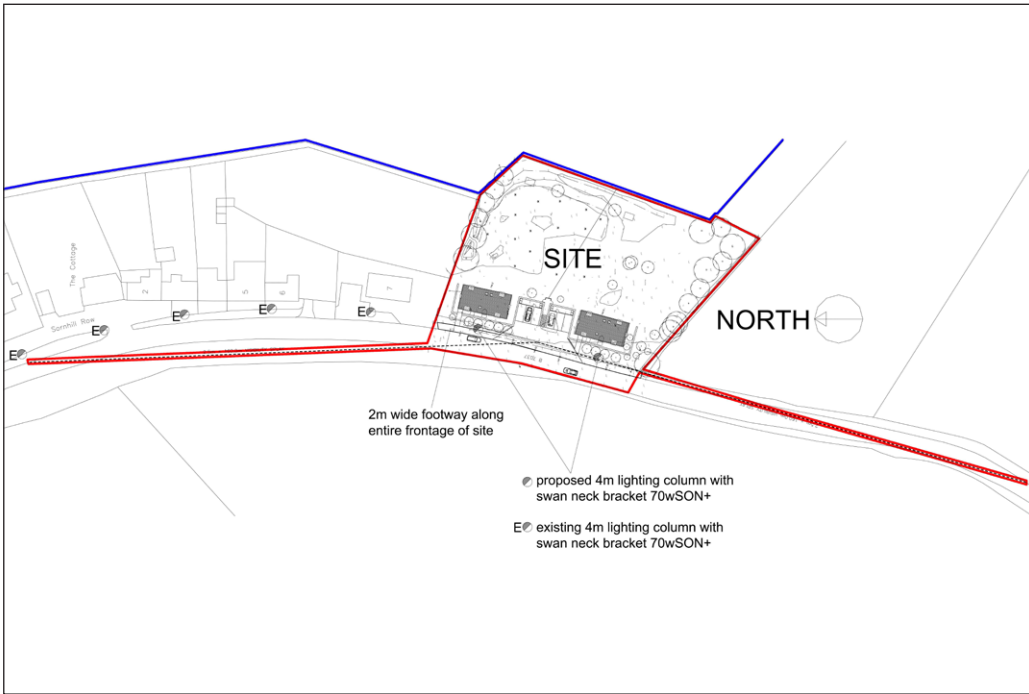 SITE
The Cottage
2
5
6
7
Sornhill Row
E
E
E
E
E
NORTH
2m wide footway along
entire frontage of site
proposed 4m lighting column with
swan neck bracket 70wSON+
E existing 4m lighting column with
swan neck bracket 70wSON+